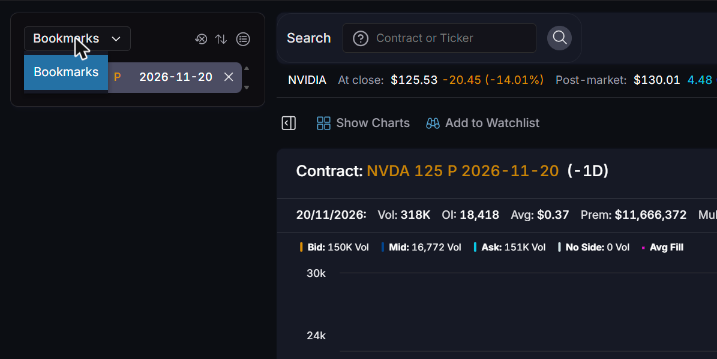 Bookmarks
Bookmarks
P 2026-11-20
Search
Contract or Ticker
NVIDIA At close: $125.53 -20.45 (-14.01%) Post-market: $130.01 4.48
Show Charts Add to Watchlist
Contract: NVDA 125 P 2026-11-20 (-1D)
20/11/2026: Vol: 318K OI: 18,418 Avg: $0.37 Prem: $11,666,372 Mul
Bid: 150K Vol Mid: 16,772 Vol Ask: 151K Vol No Side: 0 Vol Avg Fill
30k
24k